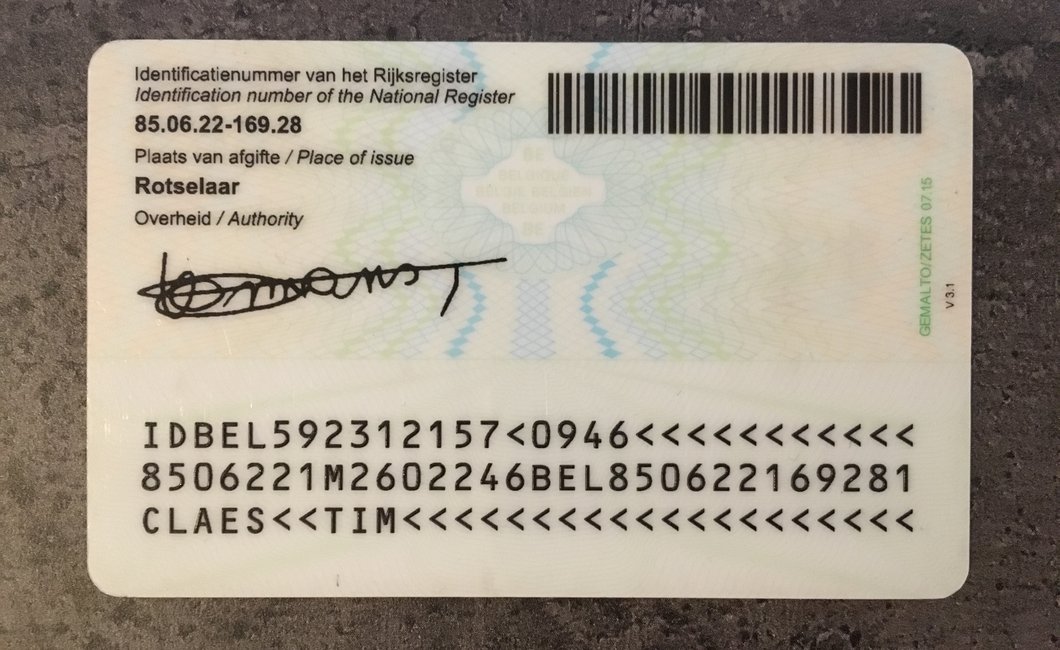 Identificatienummer van het Rijksregister
Identification number of the National Register
85.06.22-169.28
Plaats van afgifte / Place of issue
Rotselaar
Overheid / Authority
BE
BELGIQUE
BELGIE BELGIEN
BELGIUM
BE
GEMALTO/ZETES 07.15
V 3.1
IDBEL592312157<0946<<<<<<<<<<<
8506221M2602246BEL850622169281
CLAES<<TIM<<<<<<<<<<<<<<<<<<<<